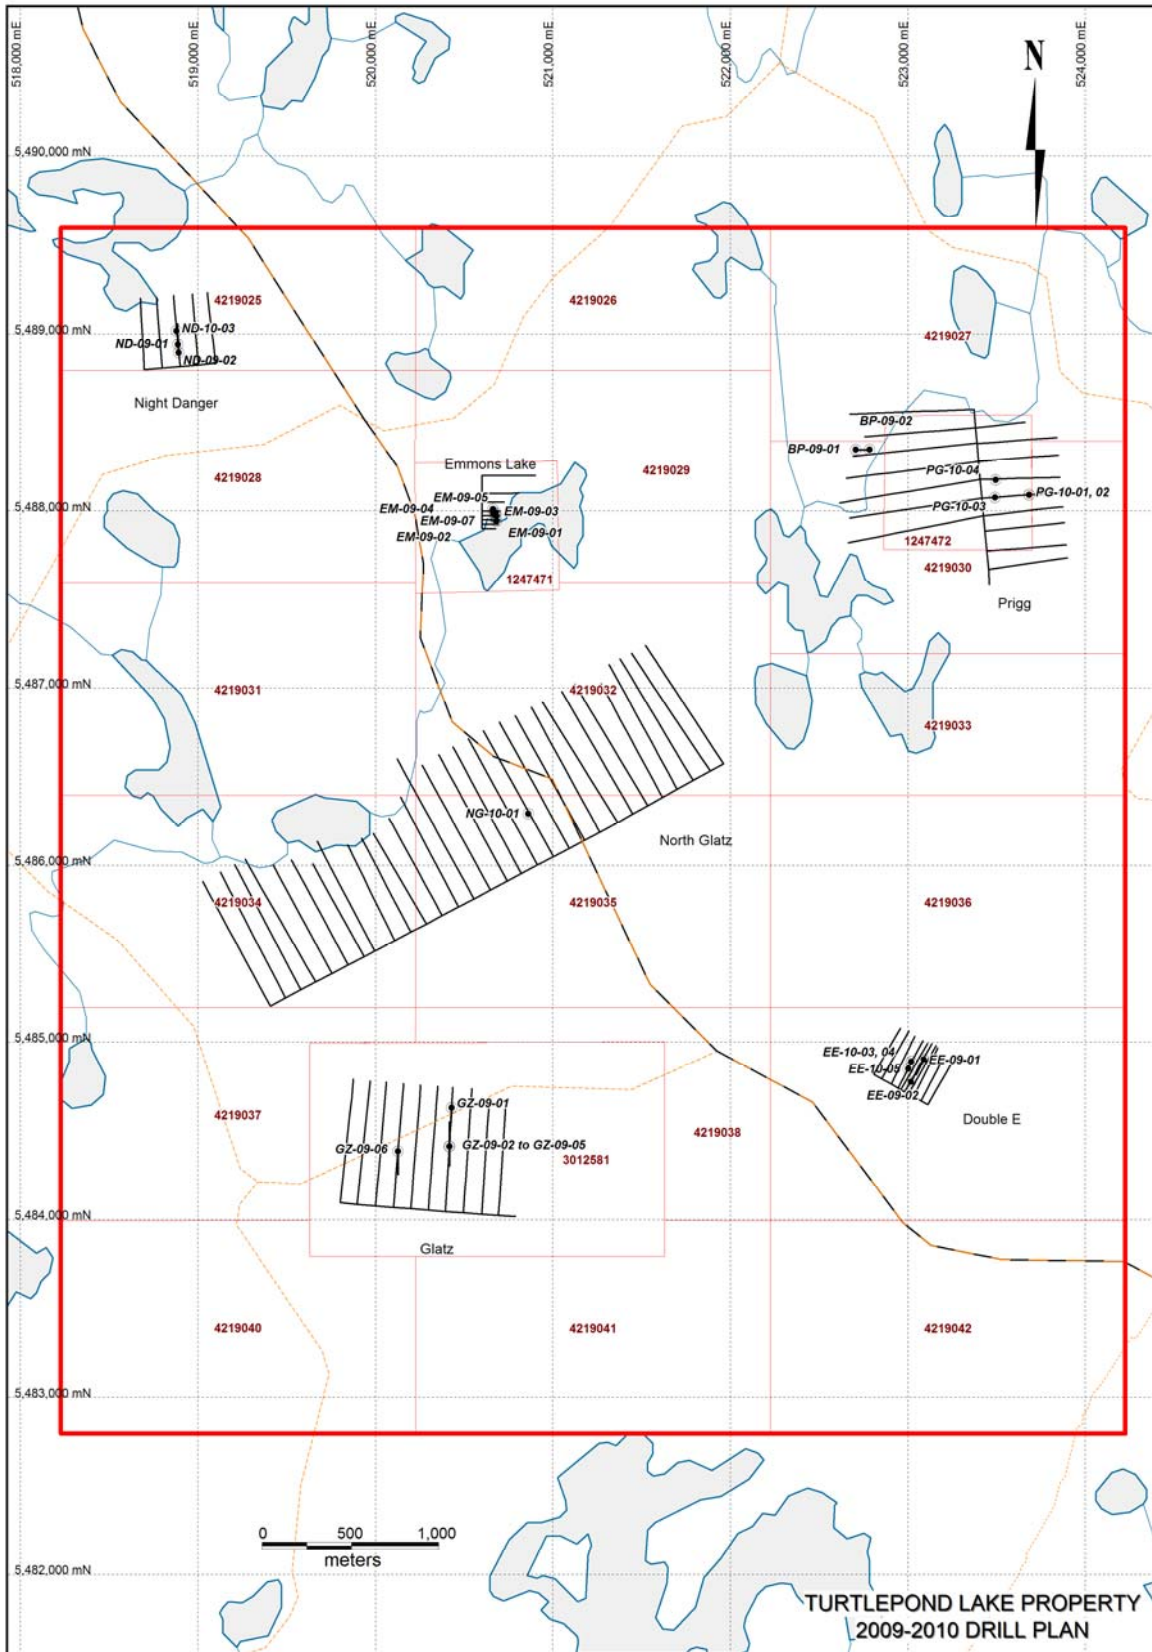 518,000 mE
519,000 mE
520,000 mE
521,000 mE
522,000 mE
523,000 mE
524,000 mE
N
5,490,000 mN
4219025
4219026
ND-10-03
5,489,000 mN
4219027
ND-09-01
ND-09-02
Night Danger
BP-09-02
BP-09-01
Emmons Lake
4219028
4219029
PG-10-04
EM-09-05
PG-10-01, 02
EM-09-04
EM-09-03
PG-10-03
5,488,000 mN
EM-09-07
EM-09-02
EM-09-01
1247472
4219030
1247471
Prigg
5,487,000 mN
4219031
4219032
4219033
NG-10-01
North Glatz
5,486,000 mN
4219034
4219035
4219036
5,485,000 mN
EE-10-03, 04
EE-09-01
EE-10-05
EE-09-02
GZ-09-01
4219037
4219038
Double E
GZ-09-06
GZ-09-02 to GZ-09-05
3012581
5,484,000 mN
Glatz
4219040
4219041
4219042
5,483,000 mN
0 500 1,000
meters
5,482,000 mN
TURTLEPOND LAKE PROPERTY
2009-2010 DRILL PLAN